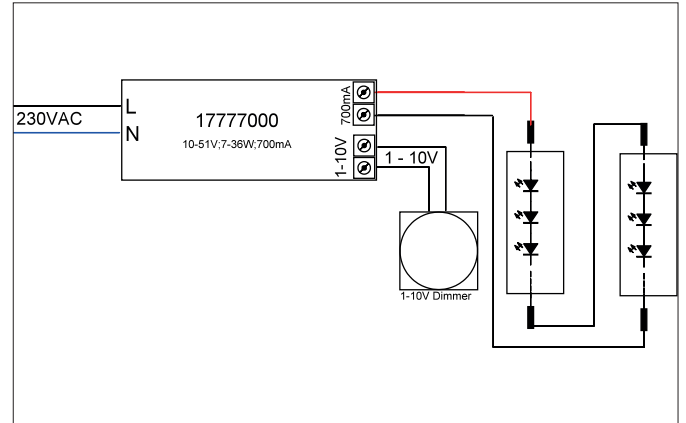 L
230VAC
N
17777000
10-51V;7-36W;700mA
700mA
1-10V
1 - 10V
1-10V Dimmer